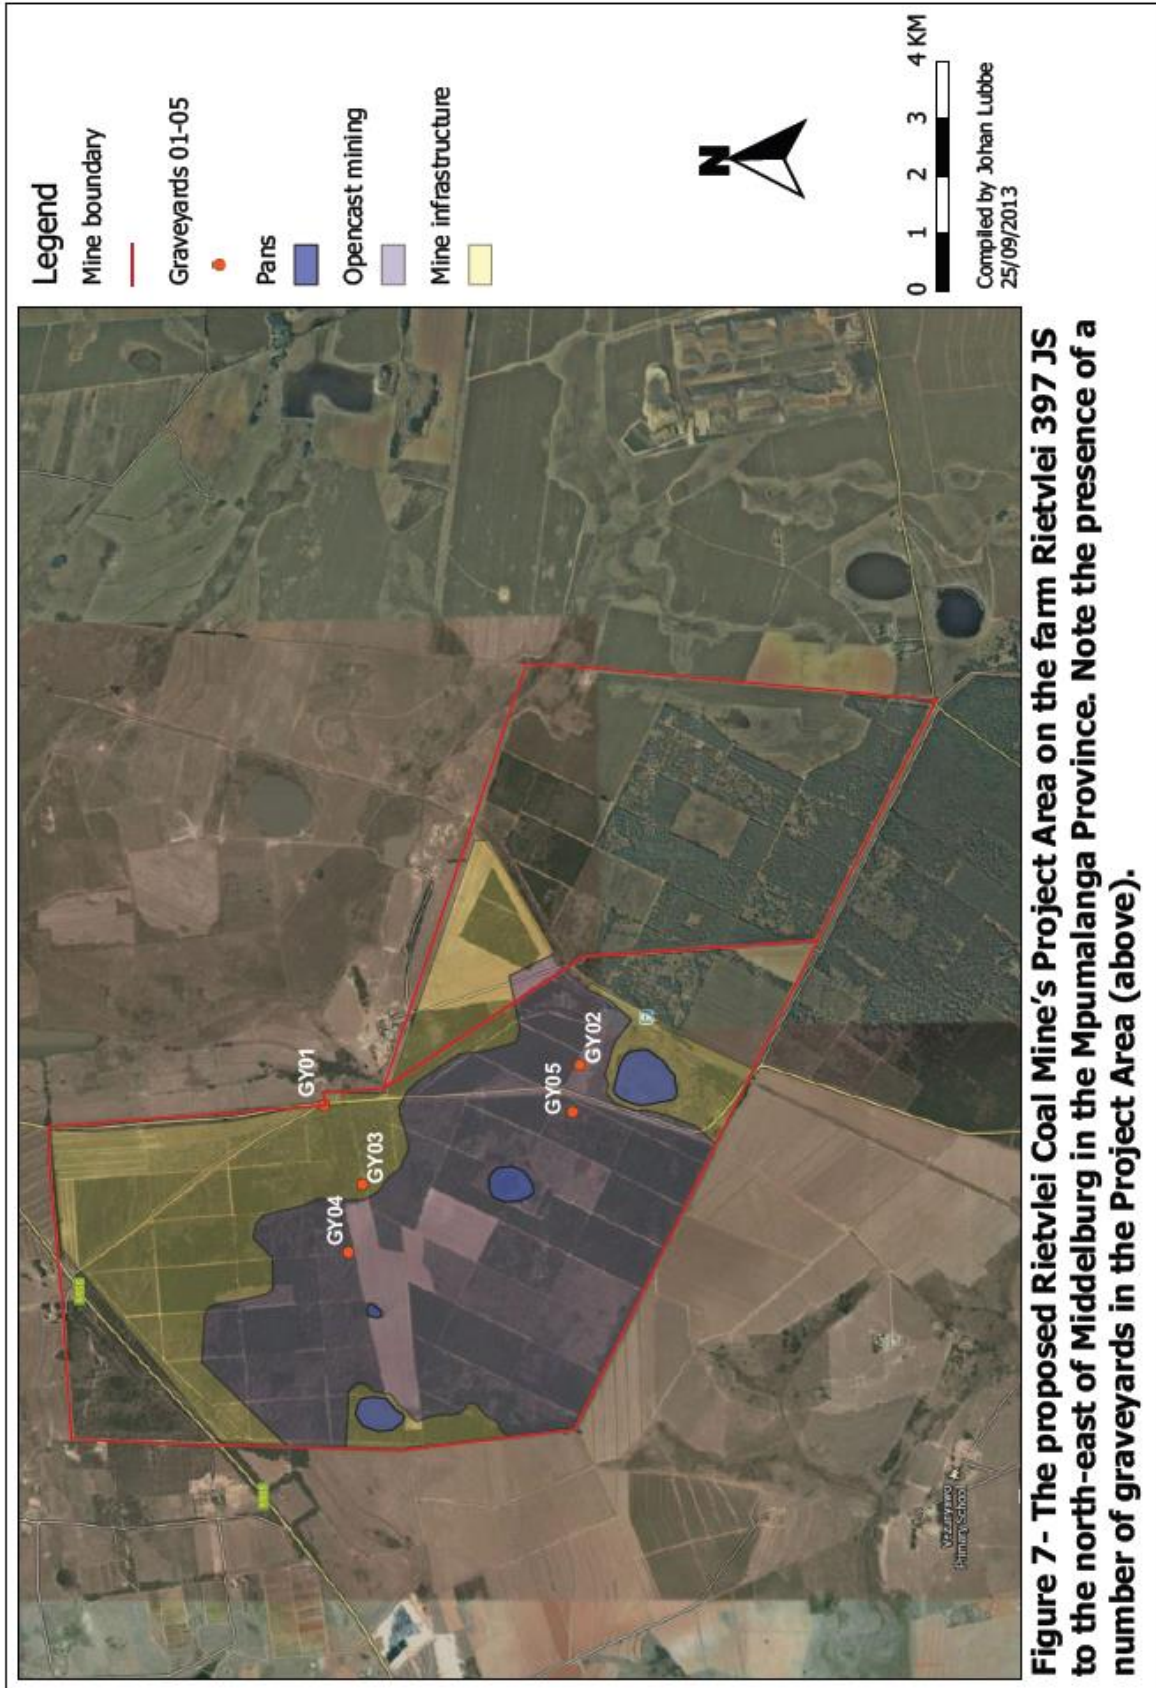 Legend
Mine boundary
Graveyards 01-05
Pans
Opencast mining
Mine infrastructure
N
0 1 2 3 4 KM
Compiled by Johan Lubbe
25/09/2013
GY01
GY03
GY04
GY02
GY05
Primary School
Figure 7- The proposed Rietvlei Coal Mine's Project Area on the farm Rietvlei 397 JS
to the north-east of Middelburg in the Mpumalanga Province. Note the presence of a
number of graveyards in the Project Area (above).